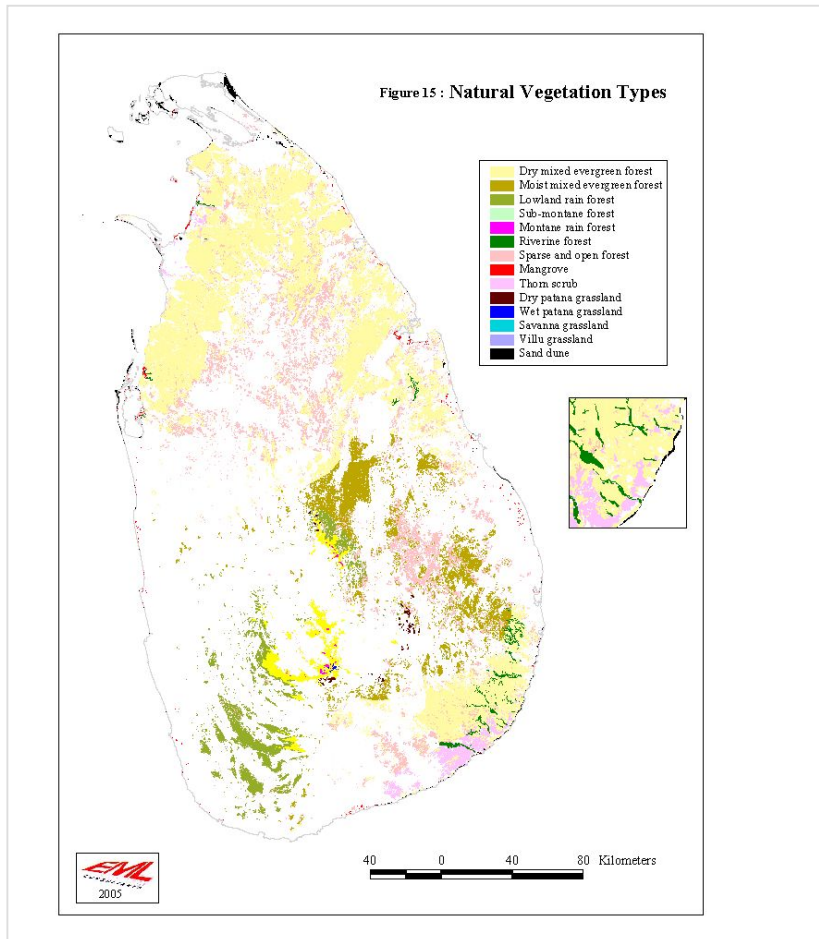 Figure 15 : Natural Vegetation Types
Dry mixed evergreen forest
Moist mixed evergreen forest
Lowland rain forest
Sub-montane forest
Montane rain forest
Riverine forest
Sparse and open forest
Mangrove
Thorn scrub
Dry patana grassland
Wet patana grassland
Savanna grassland
Villu grassland
Sand dune
40 0 40 80 Kilometers
EML
2005